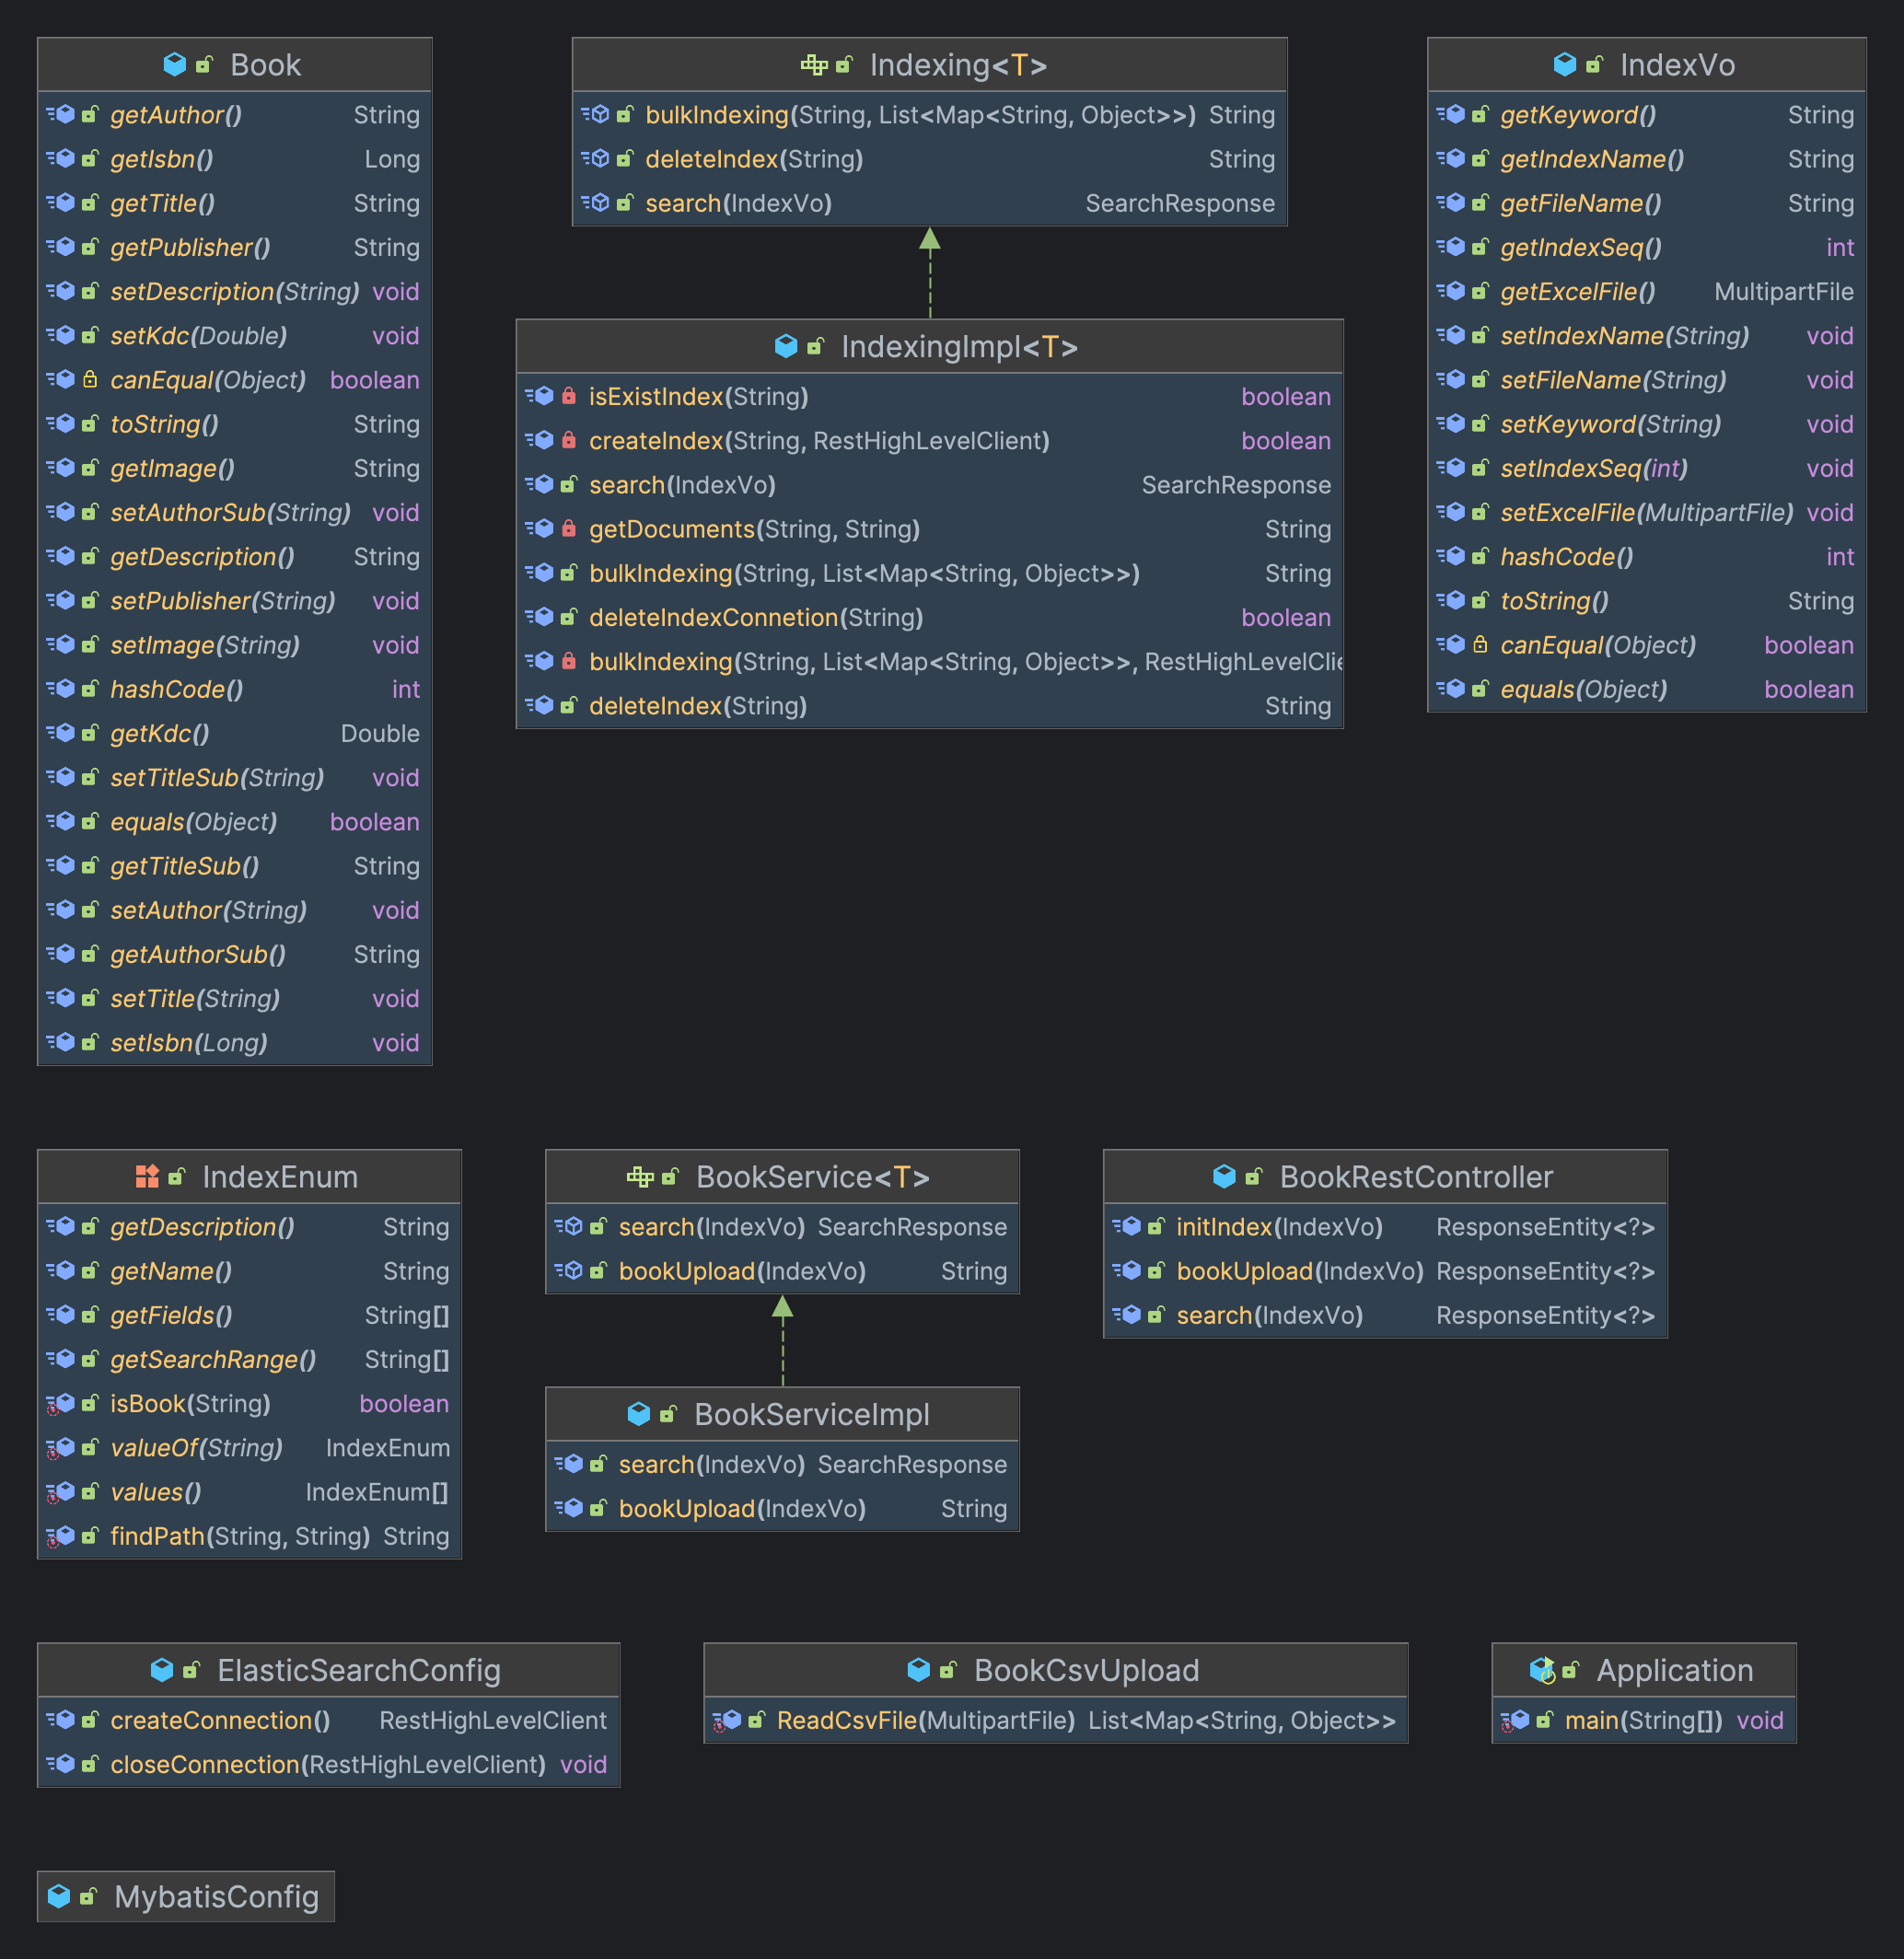 Book
getAuthor() String
getIsbn() Long
getTitle() String
getPublisher() String
setDescription(String) void
setKdc(Double) void
canEqual(Object) boolean
toString() String
getImage() String
setAuthorSub(String) void
getDescription() String
setPublisher(String) void
setImage(String) void
hashCode() int
getKdc() Double
setTitleSub(String) void
equals(Object) boolean
getTitleSub() String
setAuthor(String) void
getAuthorSub() String
setTitle(String) void
setIsbn(Long) void
Indexing<T>
bulkIndexing(String, List<Map<String, Object>>) String
deleteIndex(String) String
search(IndexVo) SearchResponse
IndexingImpl<T>
isExistIndex(String) boolean
createIndex(String, RestHighLevelClient) boolean
search(IndexVo) SearchResponse
getDocuments(String, String) String
bulkIndexing(String, List<Map<String, Object>>) String
deleteIndexConnetion(String) boolean
bulkIndexing(String, List<Map<String, Object>>, RestHighLevelClie
deleteIndex(String) String
IndexVo
getKeyword() String
getIndexName() String
getFileName() String
getIndexSeq() int
getExcelFile() MultipartFile
setIndexName(String) void
setFileName(String) void
setKeyword(String) void
setIndexSeq(int) void
setExcelFile(MultipartFile) void
hashCode() int
toString() String
canEqual(Object) boolean
equals(Object) boolean
IndexEnum
getDescription() String
getName() String
getFields() String[]
getSearchRange() String[]
isBook(String) boolean
valueOf(String) IndexEnum
values() IndexEnum[]
findPath(String, String) String
BookService<T>
search(IndexVo) SearchResponse
bookUpload(IndexVo) String
BookServiceImpl
search(IndexVo) SearchResponse
bookUpload(IndexVo) String
BookRestController
initIndex(IndexVo) ResponseEntity<?>
bookUpload(IndexVo) ResponseEntity<?>
search(IndexVo) ResponseEntity<?>
ElasticSearchConfig
createConnection() RestHighLevelClient
closeConnection(RestHighLevelClient) void
BookCsvUpload
ReadCsvFile(MultipartFile) List<Map<String, Object>>
Application
main(String[]) void
MybatisConfig